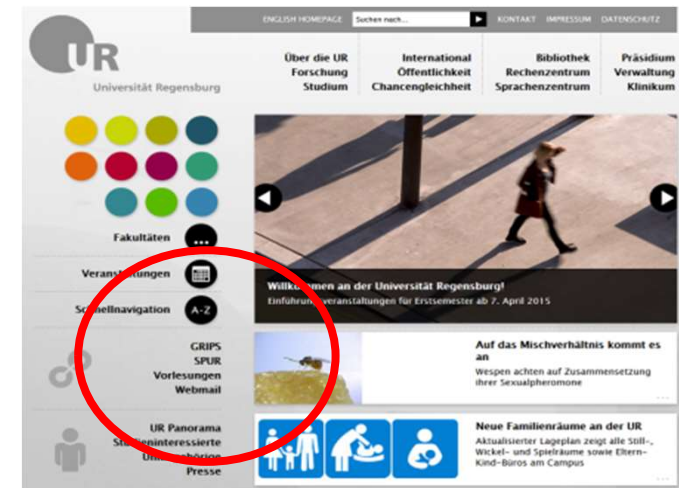 ENGLISH HOMEPAGE
Suchen nach...
KONTAKT IMPRESSUM DATENSCHUTZ
UR
Universität Regensburg
Über die UR
Forschung
Studium
International
Öffentlichkeit
Chancengleichheit
Bibliothek
Rechenzentrum
Sprachenzentrum
Präsidium
Verwaltung
Klinikum
Fakultäten
...
Veranstaltungen
Schnellnavigation
A-Z
GRIPS
SPUR
Vorlesungen
Webmail
UR Panorama
Studieninteressierte
Uniangehörige
Presse
Willkommen an der Universität Regensburg!
Einführungsveranstaltungen für Erstsemester ab 7. April 2015
Auf das Mischverhältnis kommt es
an
Wespen achten auf Zusammensetzung
ihrer Sexualpheromone
...
Neue Familienräume an der UR
Aktualisierter Lageplan zeigt alle Still-,
Wickel- und Spielräume sowie Eltern-
Kind-Büros am Campus
...